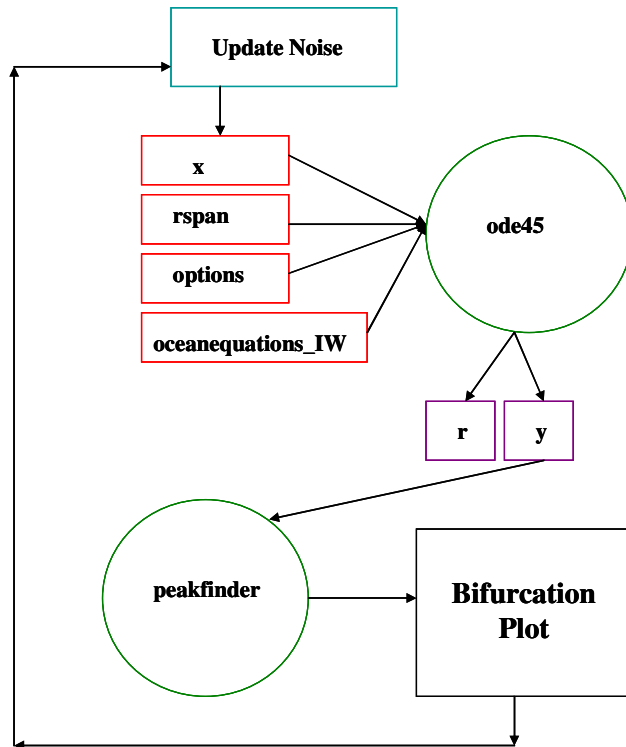 Update Noise
x
rspan
options
oceanequations_IW
ode45
r
y
peakfinder
Bifurcation
Plot